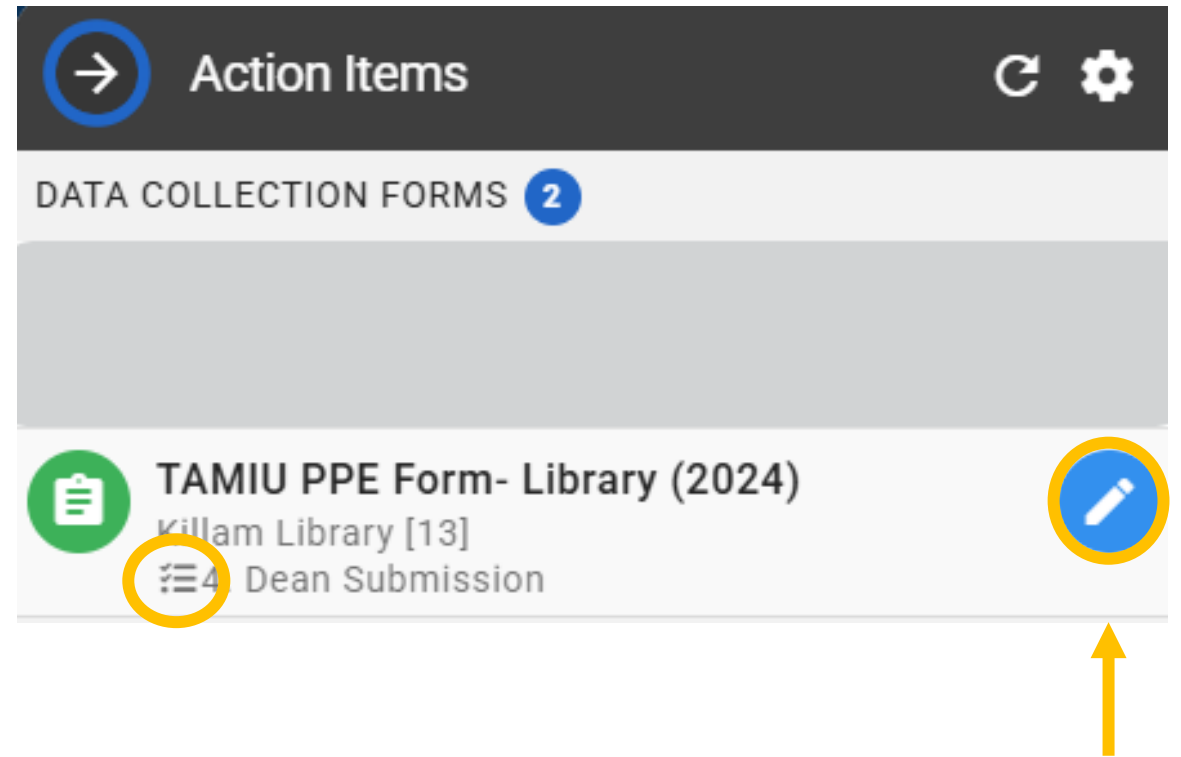 Action Items
DATA COLLECTION FORMS 2
TAMIU PPE Form- Library (2024)
Killam Library [13]
4. Dean Submission